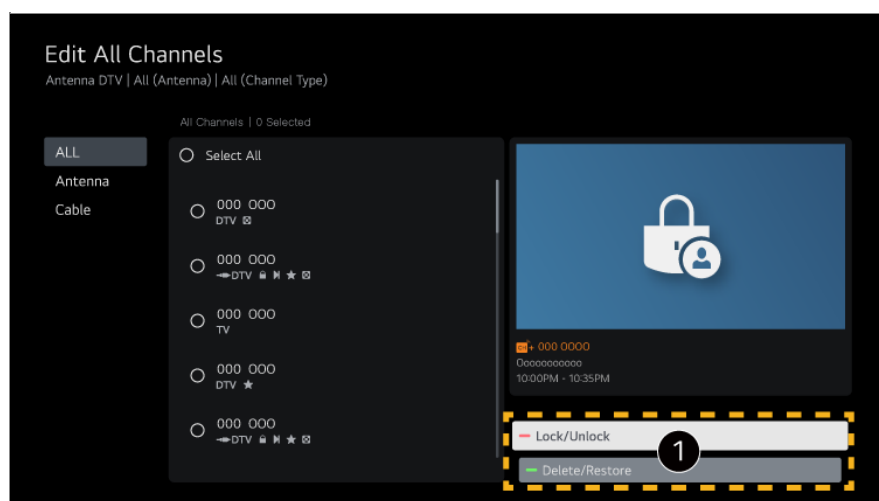 Edit All Channels
Antenna DTV | All (Antenna) | All (Channel Type)
All Channels | 0 Selected
ALL
Antenna
Cable
Select All
000 000
DTV
000 000
DTV
000 000
TV
000 000
DTV
000 000
DTV
+ 000 0000
Ooooooooooo
10:00PM - 10:35PM
Lock/Unlock
1
Delete/Restore